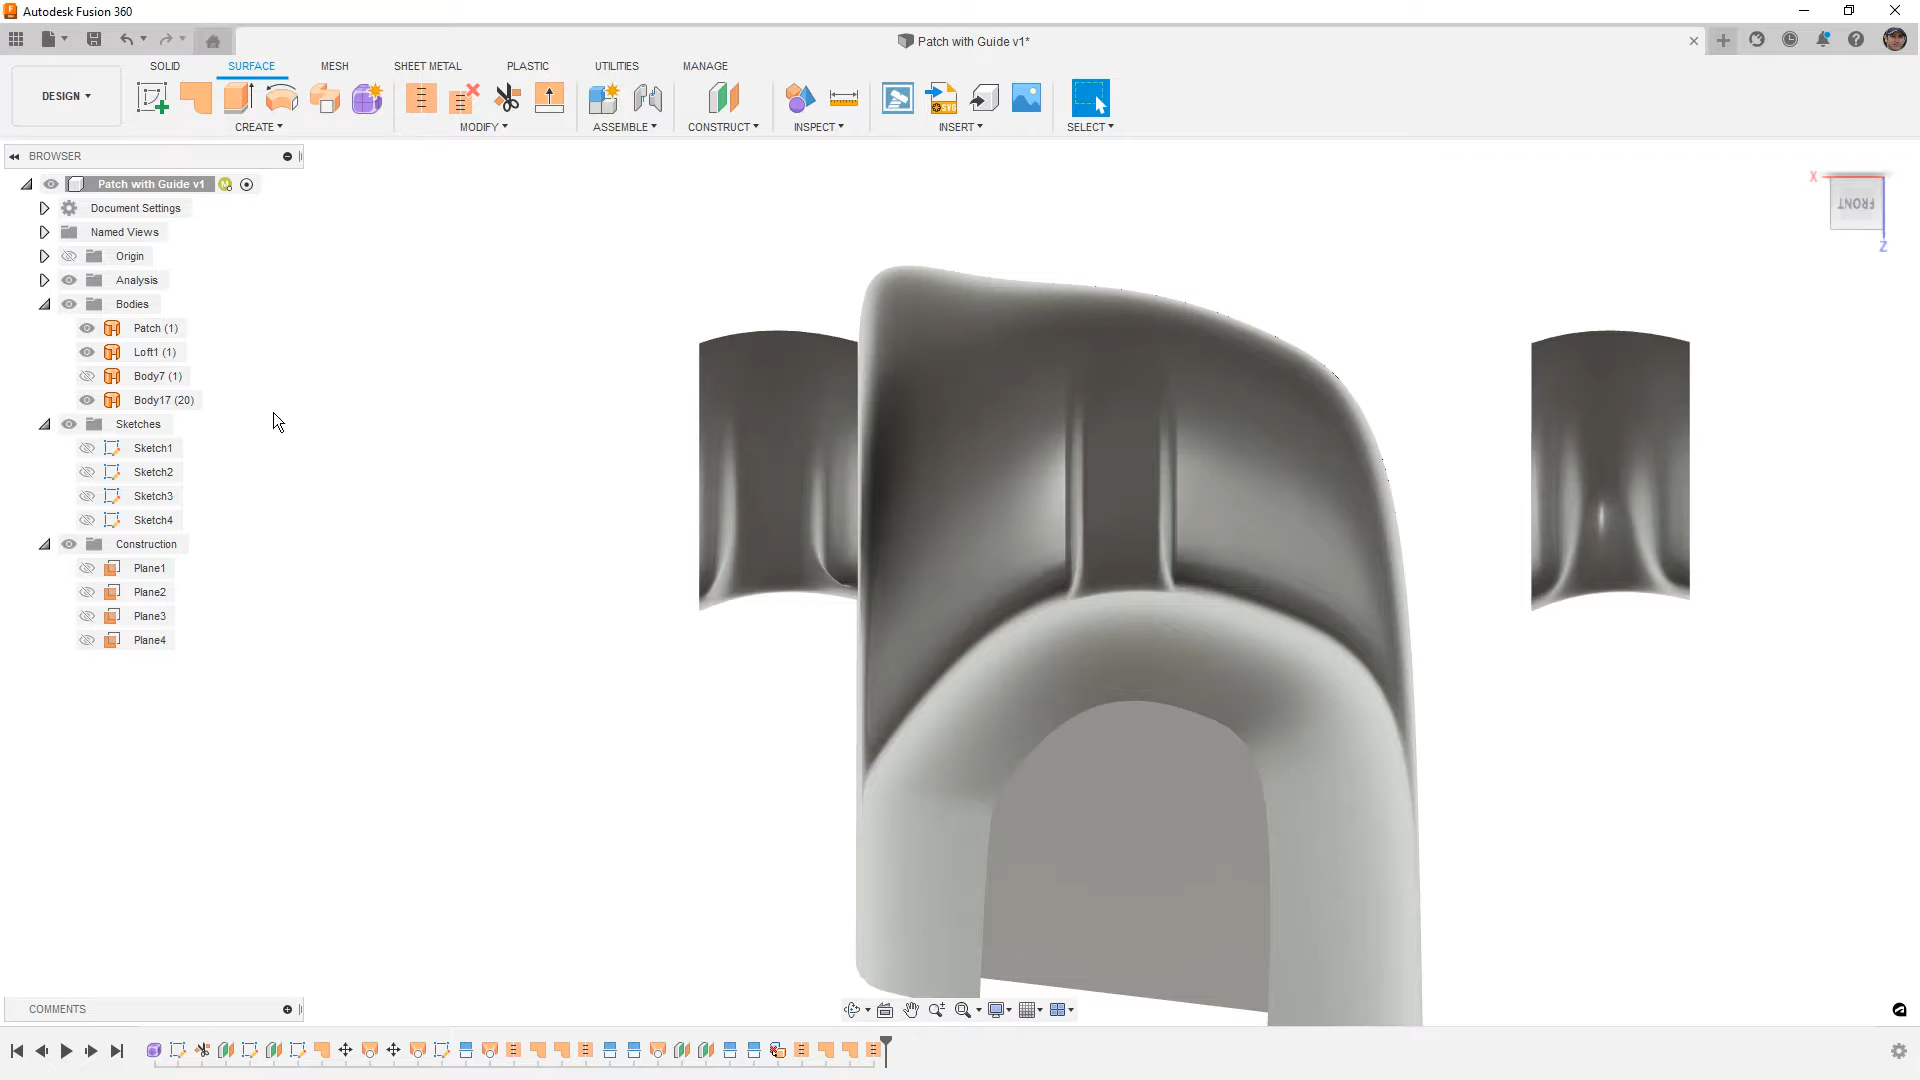 Autodesk Fusion 360
Patch with Guide v1*
SOLID SURFACE MESH SHEET METAL PLASTIC UTILITIES MANAGE
DESIGN
SVG
CREATE MODIFY ASSEMBLE CONSTRUCT INSPECT INSERT SELECT
BROWSER
Patch with Guide v1
Document Settings
Named Views
Origin
Analysis
Bodies
Patch (1)
Loft1 (1)
Body7 (1)
Body17 (20)
Sketches
Sketch1
Sketch2
Sketch3
Sketch4
Construction
Plane1
Plane2
Plane3
Plane4
X
FRONT
Z
COMMENTS